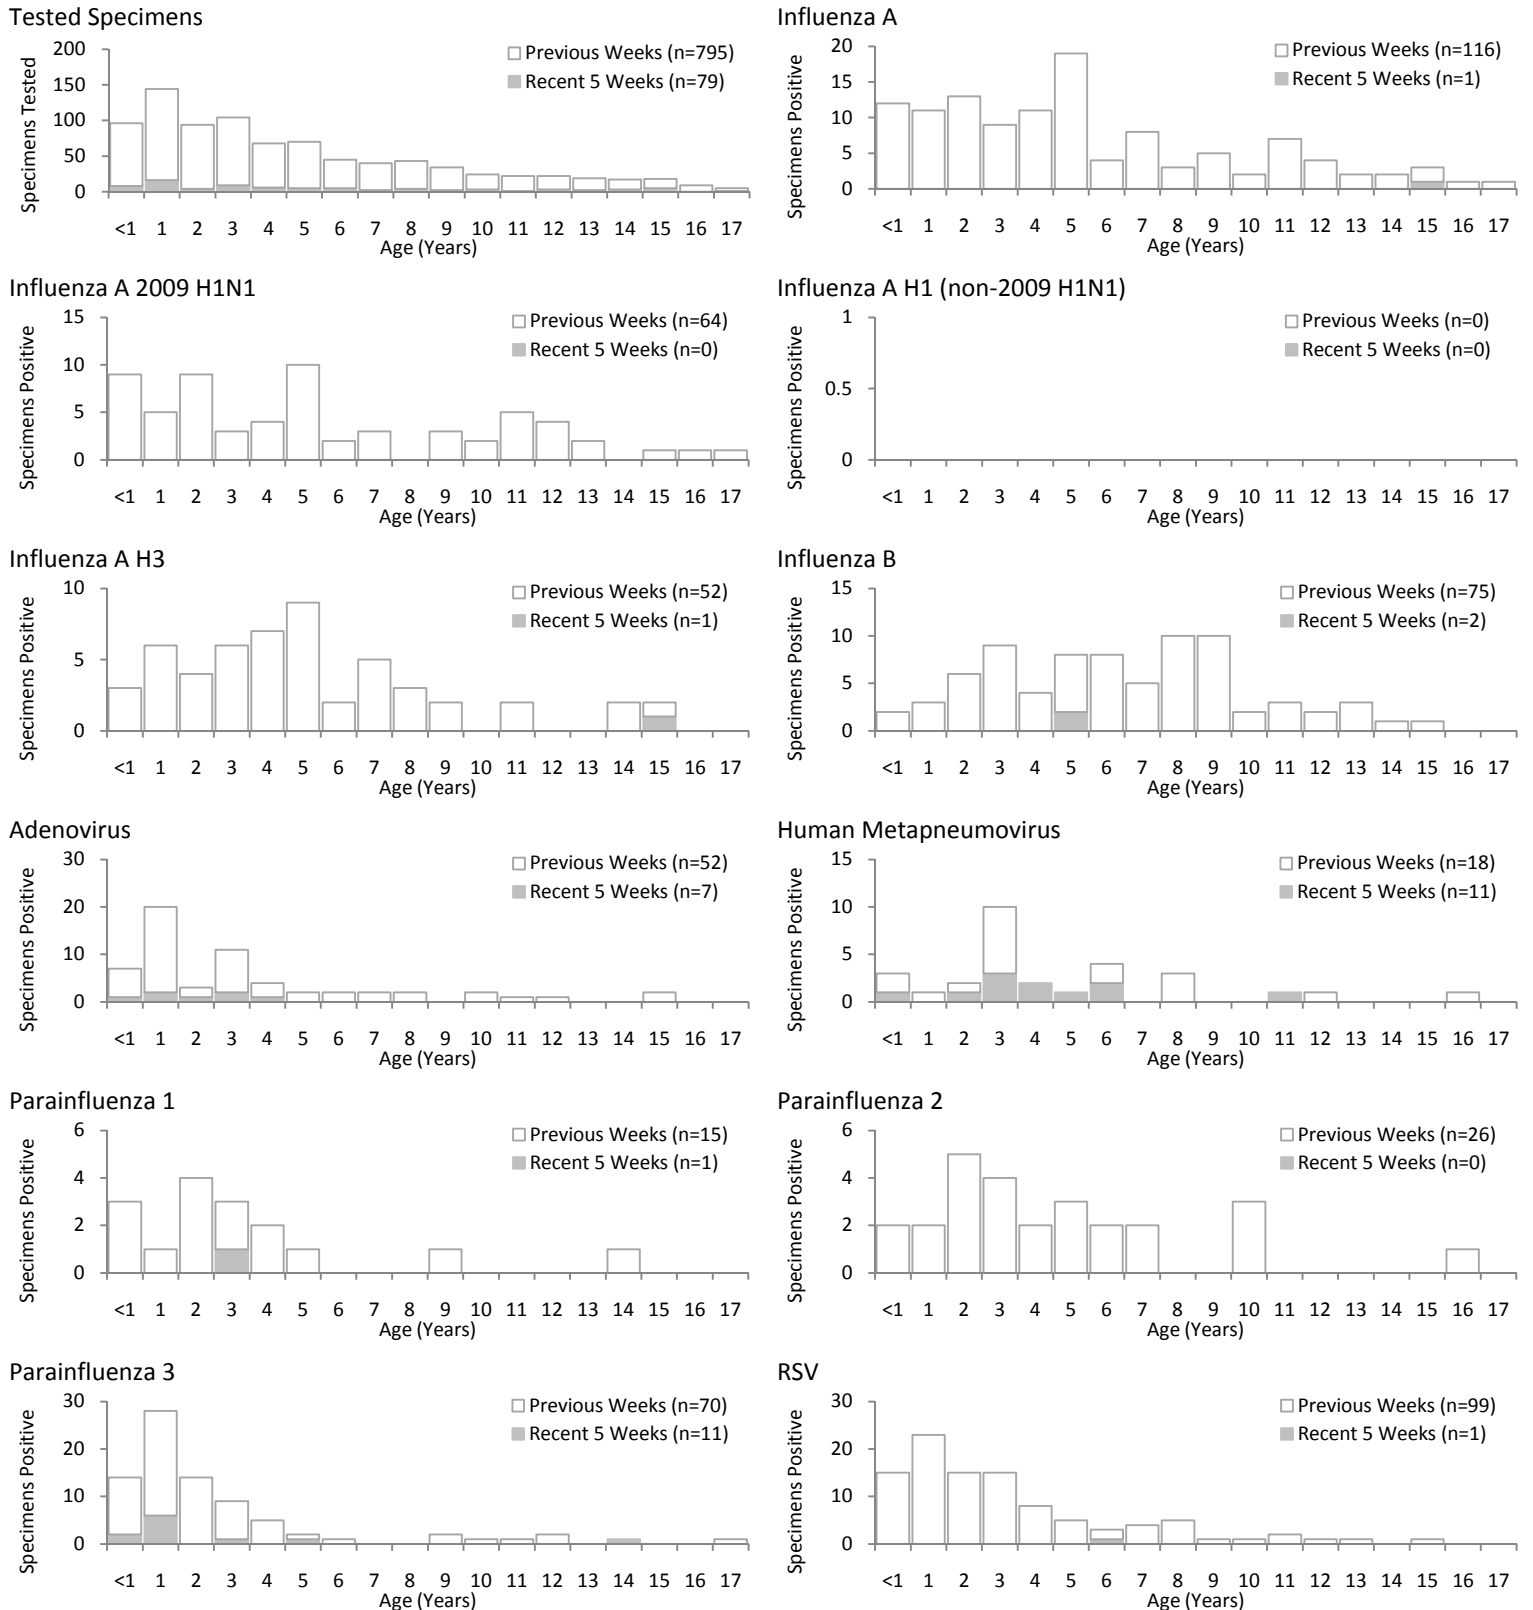 Tested Specimens
Specimens Tested
200
150
100
50
0
Previous Weeks (n=795)
Recent 5 Weeks (n=79)
<1 1 2 3 4 5 6 7 8 9 10 11 12 13 14 15 16 17
Age (Years)
Influenza A
Specimens Positive
20
15
10
5
0
Previous Weeks (n=116)
Recent 5 Weeks (n=1)
<1 1 2 3 4 5 6 7 8 9 10 11 12 13 14 15 16 17
Age (Years)
Influenza A 2009 H1N1
Specimens Positive
15
10
5
0
Previous Weeks (n=64)
Recent 5 Weeks (n=0)
<1 1 2 3 4 5 6 7 8 9 10 11 12 13 14 15 16 17
Age (Years)
Influenza A H1 (non-2009 H1N1)
Specimens Positive
1
0.5
0
Previous Weeks (n=0)
Recent 5 Weeks (n=0)
<1 1 2 3 4 5 6 7 8 9 10 11 12 13 14 15 16 17
Age (Years)
Influenza A H3
Specimens Positive
10
5
0
Previous Weeks (n=52)
Recent 5 Weeks (n=1)
<1 1 2 3 4 5 6 7 8 9 10 11 12 13 14 15 16 17
Age (Years)
Influenza B
Specimens Positive
15
10
5
0
Previous Weeks (n=75)
Recent 5 Weeks (n=2)
<1 1 2 3 4 5 6 7 8 9 10 11 12 13 14 15 16 17
Age (Years)
Adenovirus
Specimens Positive
30
20
10
0
Previous Weeks (n=52)
Recent 5 Weeks (n=7)
<1 1 2 3 4 5 6 7 8 9 10 11 12 13 14 15 16 17
Age (Years)
Human Metapneumovirus
Specimens Positive
15
10
5
0
Previous Weeks (n=18)
Recent 5 Weeks (n=11)
<1 1 2 3 4 5 6 7 8 9 10 11 12 13 14 15 16 17
Age (Years)
Parainfluenza 1
Specimens Positive
6
4
2
0
Previous Weeks (n=15)
Recent 5 Weeks (n=1)
<1 1 2 3 4 5 6 7 8 9 10 11 12 13 14 15 16 17
Age (Years)
Parainfluenza 2
Specimens Positive
6
4
2
0
Previous Weeks (n=26)
Recent 5 Weeks (n=0)
<1 1 2 3 4 5 6 7 8 9 10 11 12 13 14 15 16 17
Age (Years)
Parainfluenza 3
Specimens Positive
30
20
10
0
Previous Weeks (n=70)
Recent 5 Weeks (n=11)
<1 1 2 3 4 5 6 7 8 9 10 11 12 13 14 15 16 17
Age (Years)
RSV
Specimens Positive
30
20
10
0
Previous Weeks (n=99)
Recent 5 Weeks (n=1)
<1 1 2 3 4 5 6 7 8 9 10 11 12 13 14 15 16 17
Age (Years)